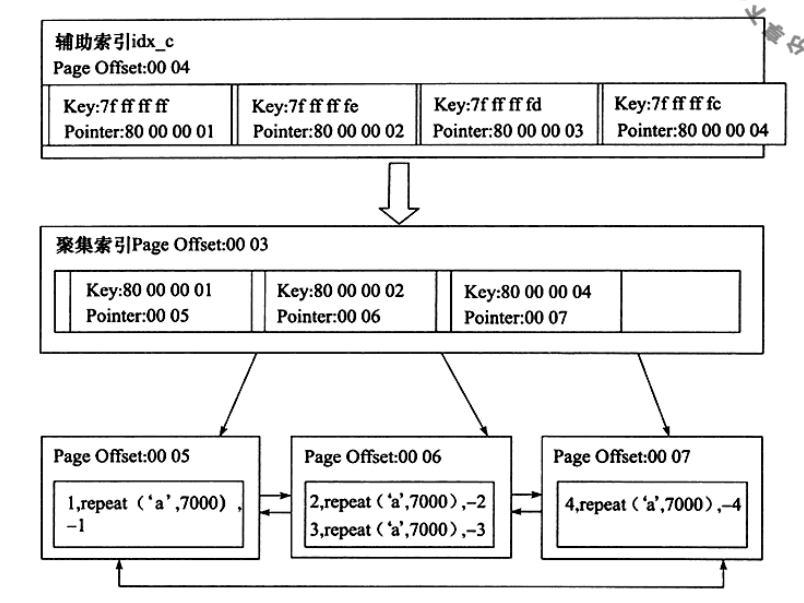 辅助索引idx_c
Page Offset:00 04
Key:7f ff ff ff
Pointer:80 00 00 01
Key:7f ff ff fe
Pointer:80 00 00 02
Key:7f ff ff fd
Pointer:80 00 00 03
Key:7f ff ff fc
Pointer:80 00 00 04
聚集索引Page Offset:00 03
Key:80 00 00 01
Pointer:00 05
Key:80 00 00 02
Pointer:00 06
Key:80 00 00 04
Pointer:00 07
Page Offset:00 05
1,repeat（‘a’,7000）,
–1
Page Offset:00 06
2,repeat（‘a’,7000）,–2
3,repeat（‘a’,7000）,–3
Page Offset:00 07
4,repeat（‘a’,7000）,–4